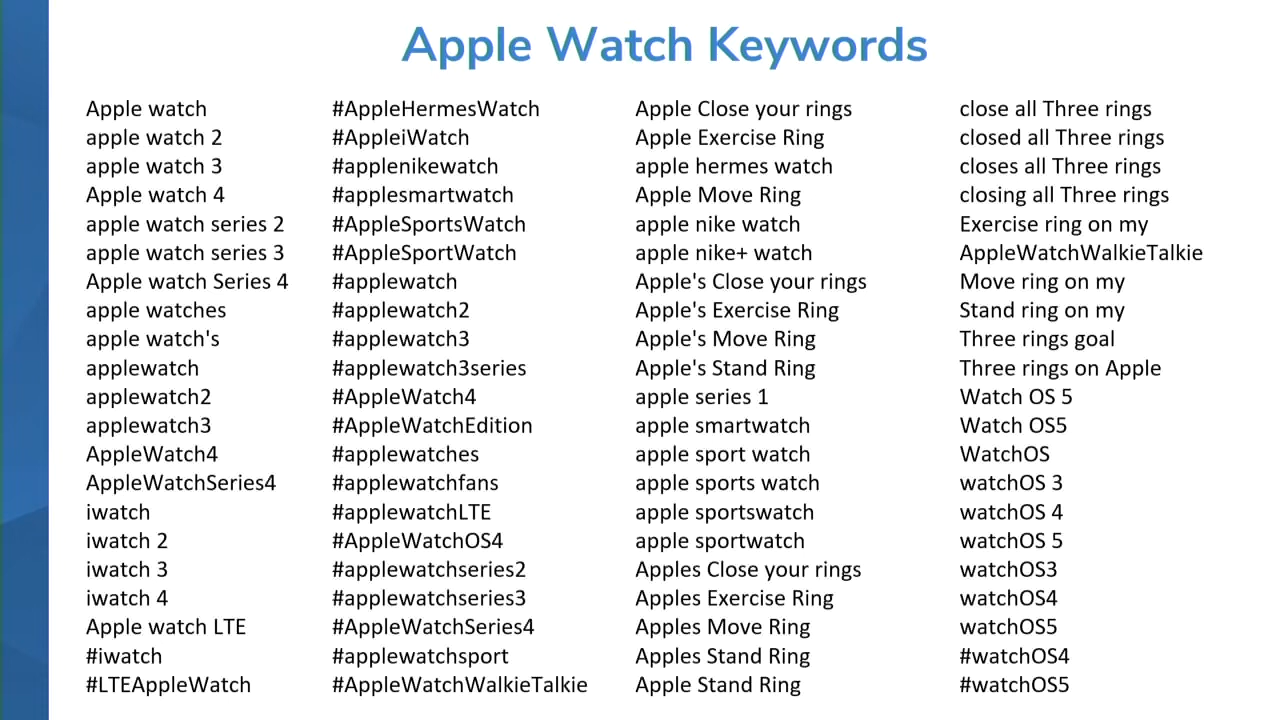 Apple Watch Keywords
Apple watch
apple watch 2
apple watch 3
Apple watch 4
apple watch series 2
apple watch series 3
Apple watch Series 4
apple watches
apple watch's
applewatch
applewatch2
applewatch3
AppleWatch4
AppleWatchSeries4
iwatch
iwatch 2
iwatch 3
iwatch 4
Apple watch LTE
#iwatch
#LTEAppleWatch
#AppleHermesWatch
#AppleiWatch
#applenikewatch
#applesmartwatch
#AppleSportsWatch
#AppleSportWatch
#applewatch
#applewatch2
#applewatch3
#applewatch3series
#AppleWatch4
#AppleWatchEdition
#applewatches
#applewatchfans
#applewatchLTE
#AppleWatchOS4
#applewatchseries2
#applewatchseries3
#AppleWatchSeries4
#applewatchsport
#AppleWatchWalkieTalkie
Apple Close your rings
Apple Exercise Ring
apple hermes watch
Apple Move Ring
apple nike watch
apple nike+ watch
Apple's Close your rings
Apple's Exercise Ring
Apple's Move Ring
Apple's Stand Ring
apple series 1
apple smartwatch
apple sport watch
apple sports watch
apple sportswatch
apple sportwatch
Apples Close your rings
Apples Exercise Ring
Apples Move Ring
Apples Stand Ring
Apple Stand Ring
close all Three rings
closed all Three rings
closes all Three rings
closing all Three rings
Exercise ring on my
AppleWatchWalkieTalkie
Move ring on my
Stand ring on my
Three rings goal
Three rings on Apple
Watch OS 5
Watch OS5
WatchOS
watchOS 3
watchOS 4
watchOS 5
watchOS3
watchOS4
watchOS5
#watchOS4
#watchOS5